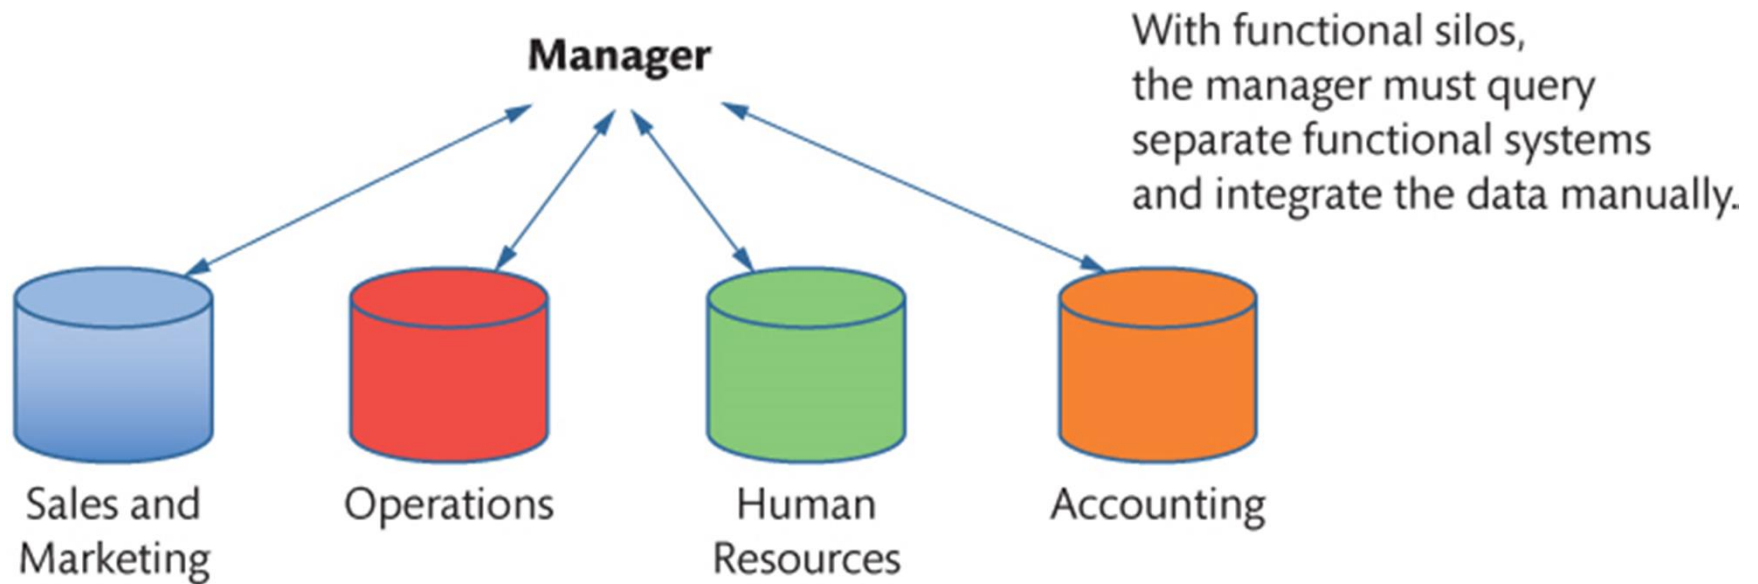 Manager
With functional silos,
the manager must query
separate functional systems
and integrate the data manually.
Sales and
Marketing
Operations
Human
Resources
Accounting